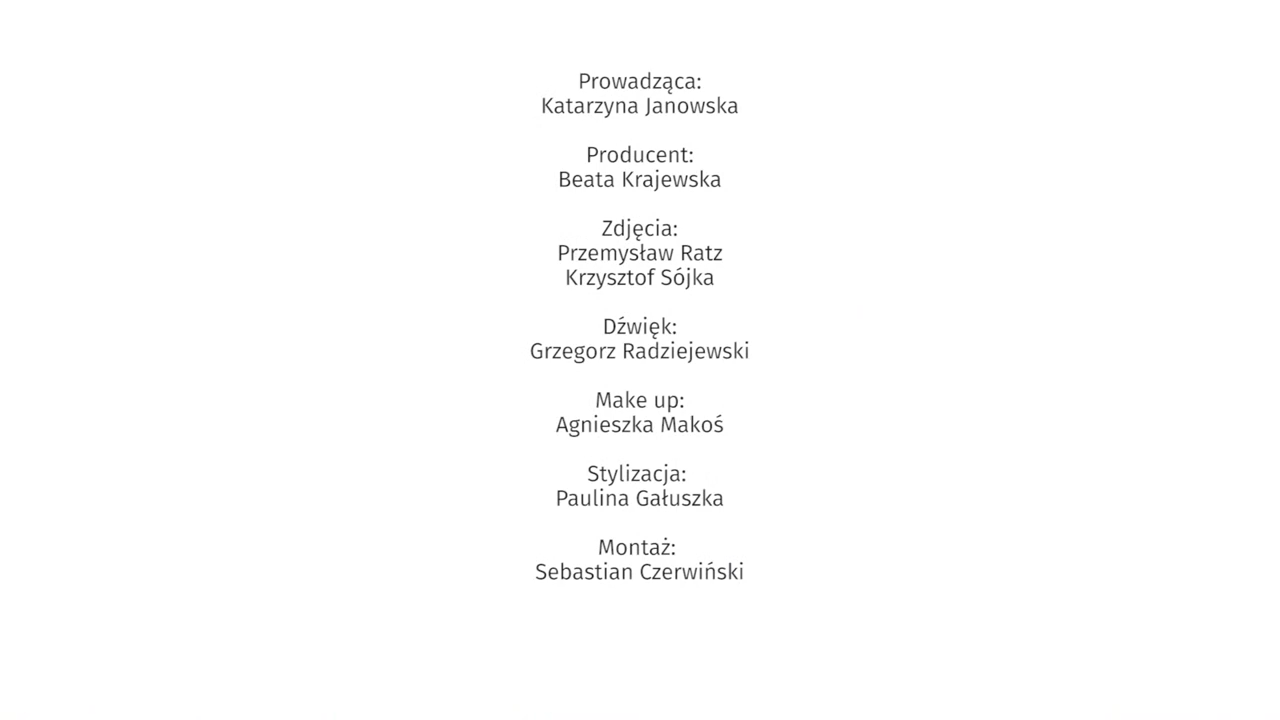 Prowadząca:
Katarzyna Janowska
Producent:
Beata Krajewska
Zdjęcia:
Przemysław Ratz
Krzysztof Sójka
Dźwięk:
Grzegorz Radziejewski
Make up:
Agnieszka Makoś
Stylizacja:
Paulina Gałuszka
Montaż:
Sebastian Czerwiński